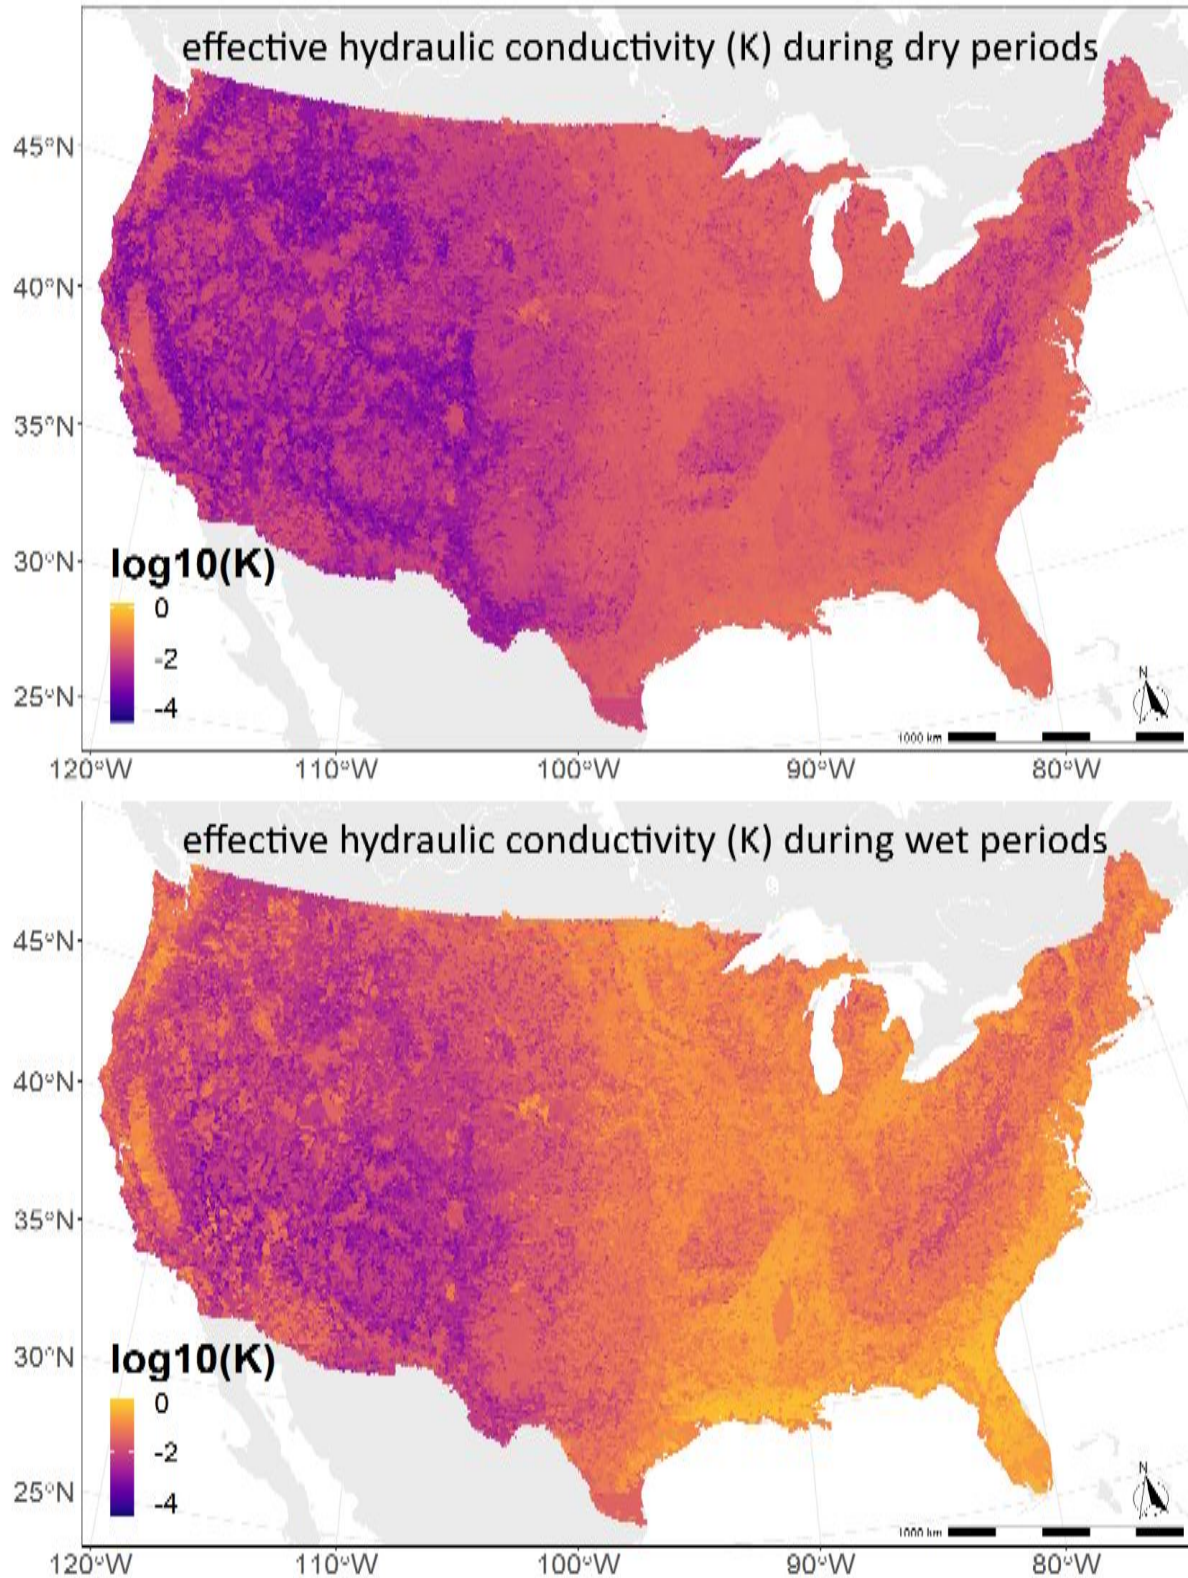 effective hydraulic conductivity (K) during dry periods
45°N
40°N
35°N
30°N
25°N
log10(K)
0
-2
-4
N
1000 km
120°W 110°W 100°W 90°W 80°W
effective hydraulic conductivity (K) during wet periods
45°N
40°N
35°N
30°N
25°N
log10(K)
0
-2
-4
N
1000 km
120°W 110°W 100°W 90°W 80°W